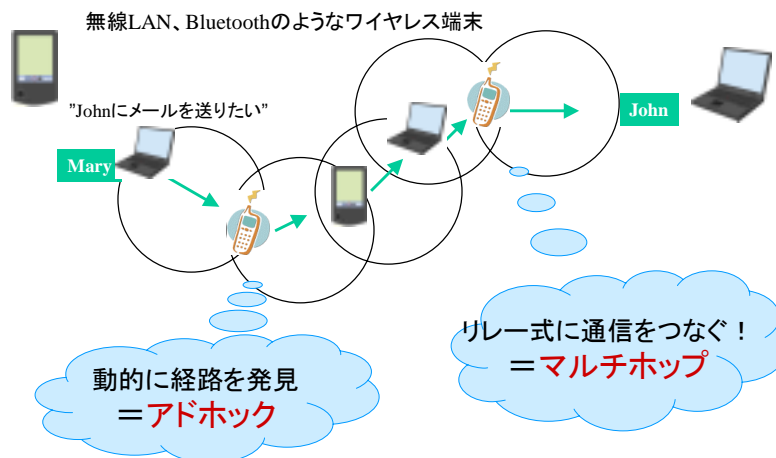 無線LAN、Bluetoothのようなワイヤレス端末
”Johnにメールを送りたい”
Mary
John
リレー式に通信をつなぐ！
＝マルチホップ
動的に経路を発見
＝アドホック